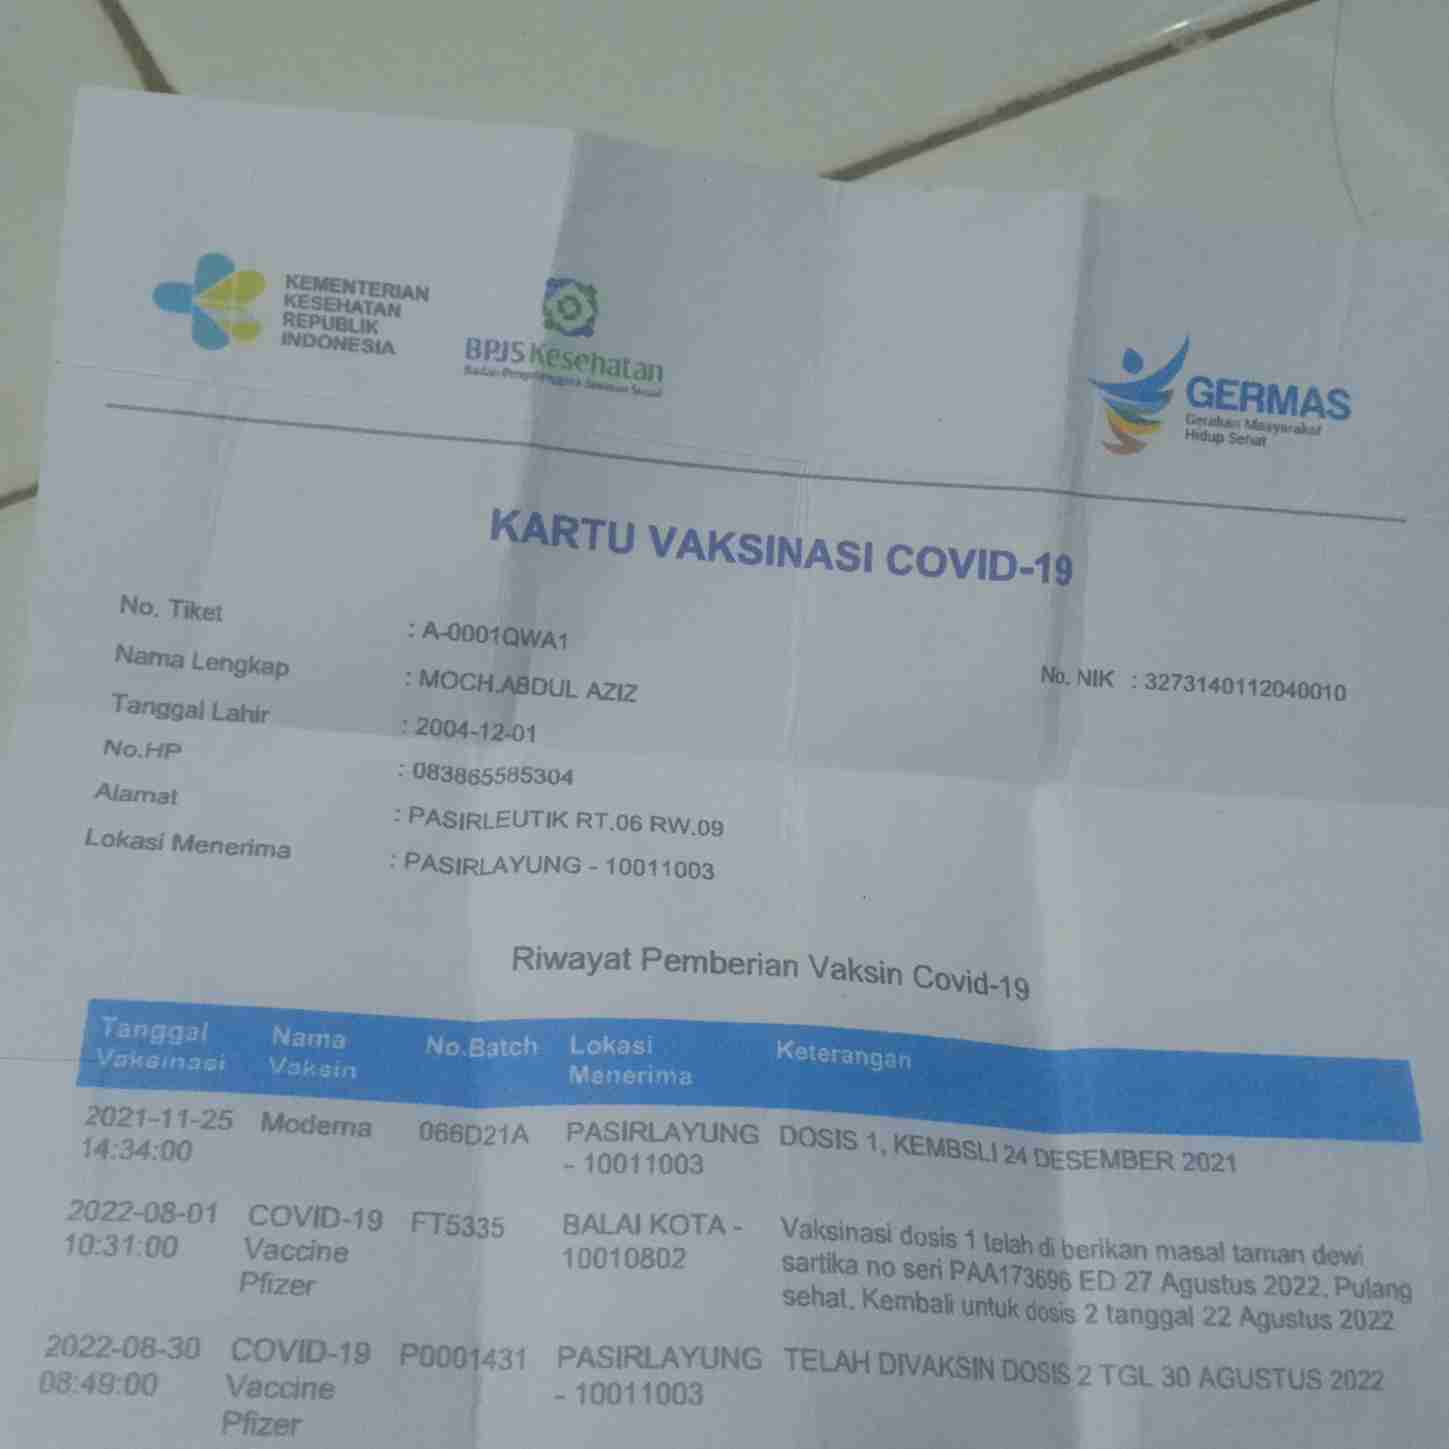 KEMENTERIAN
KESEHATAN
REPUBLIK
INDONESIA
BPJS Kesehatan
Badan Penyelenggara Jaminan Sosial
GERMAS
Gerakan Masyarakat
Hidup Sehat
KARTU VAKSINASI COVID-19
No. Tiket : A-0001QWA1
Nama Lengkap : MOCH.ABDUL AZIZ No. NIK : 3273140112040010
Tanggal Lahir : 2004-12-01
No.HP : 083865585304
Alamat : PASIRLEUTIK RT.06 RW.09
Lokasi Menerima : PASIRLAYUNG - 10011003
Riwayat Pemberian Vaksin Covid-19
Tanggal Nama No.Batch Lokasi Keterangan
Vaksinasi Vaksin Menerima
2021-11-25 Moderna 066D21A PASIRLAYUNG DOSIS 1, KEMBSLI 24 DESEMBER 2021
14:34:00 - 10011003
2022-08-01 COVID-19 FT5335 BALAI KOTA - Vaksinasi dosis 1 telah di berikan masal taman dewi
10:31:00 Vaccine 10010802 sartika no seri PAA173696 ED 27 Agustus 2022. Pulang
Pfizer sehat. Kembali untuk dosis 2 tanggal 22 Agustus 2022
2022-08-30 COVID-19 P0001431 PASIRLAYUNG TELAH DIVAKSIN DOSIS 2 TGL 30 AGUSTUS 2022
08:49:00 Vaccine - 10011003
Pfizer